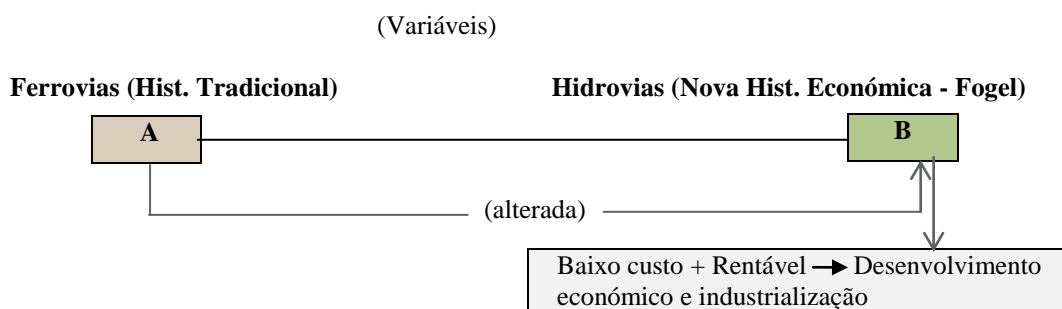 (Variáveis)
Ferrovias (Hist. Tradicional)
Hidrovias (Nova Hist. Económica - Fogel)
A
B
(alterada)
Baixo custo + Rentável → Desenvolvimento
económico e industrialização